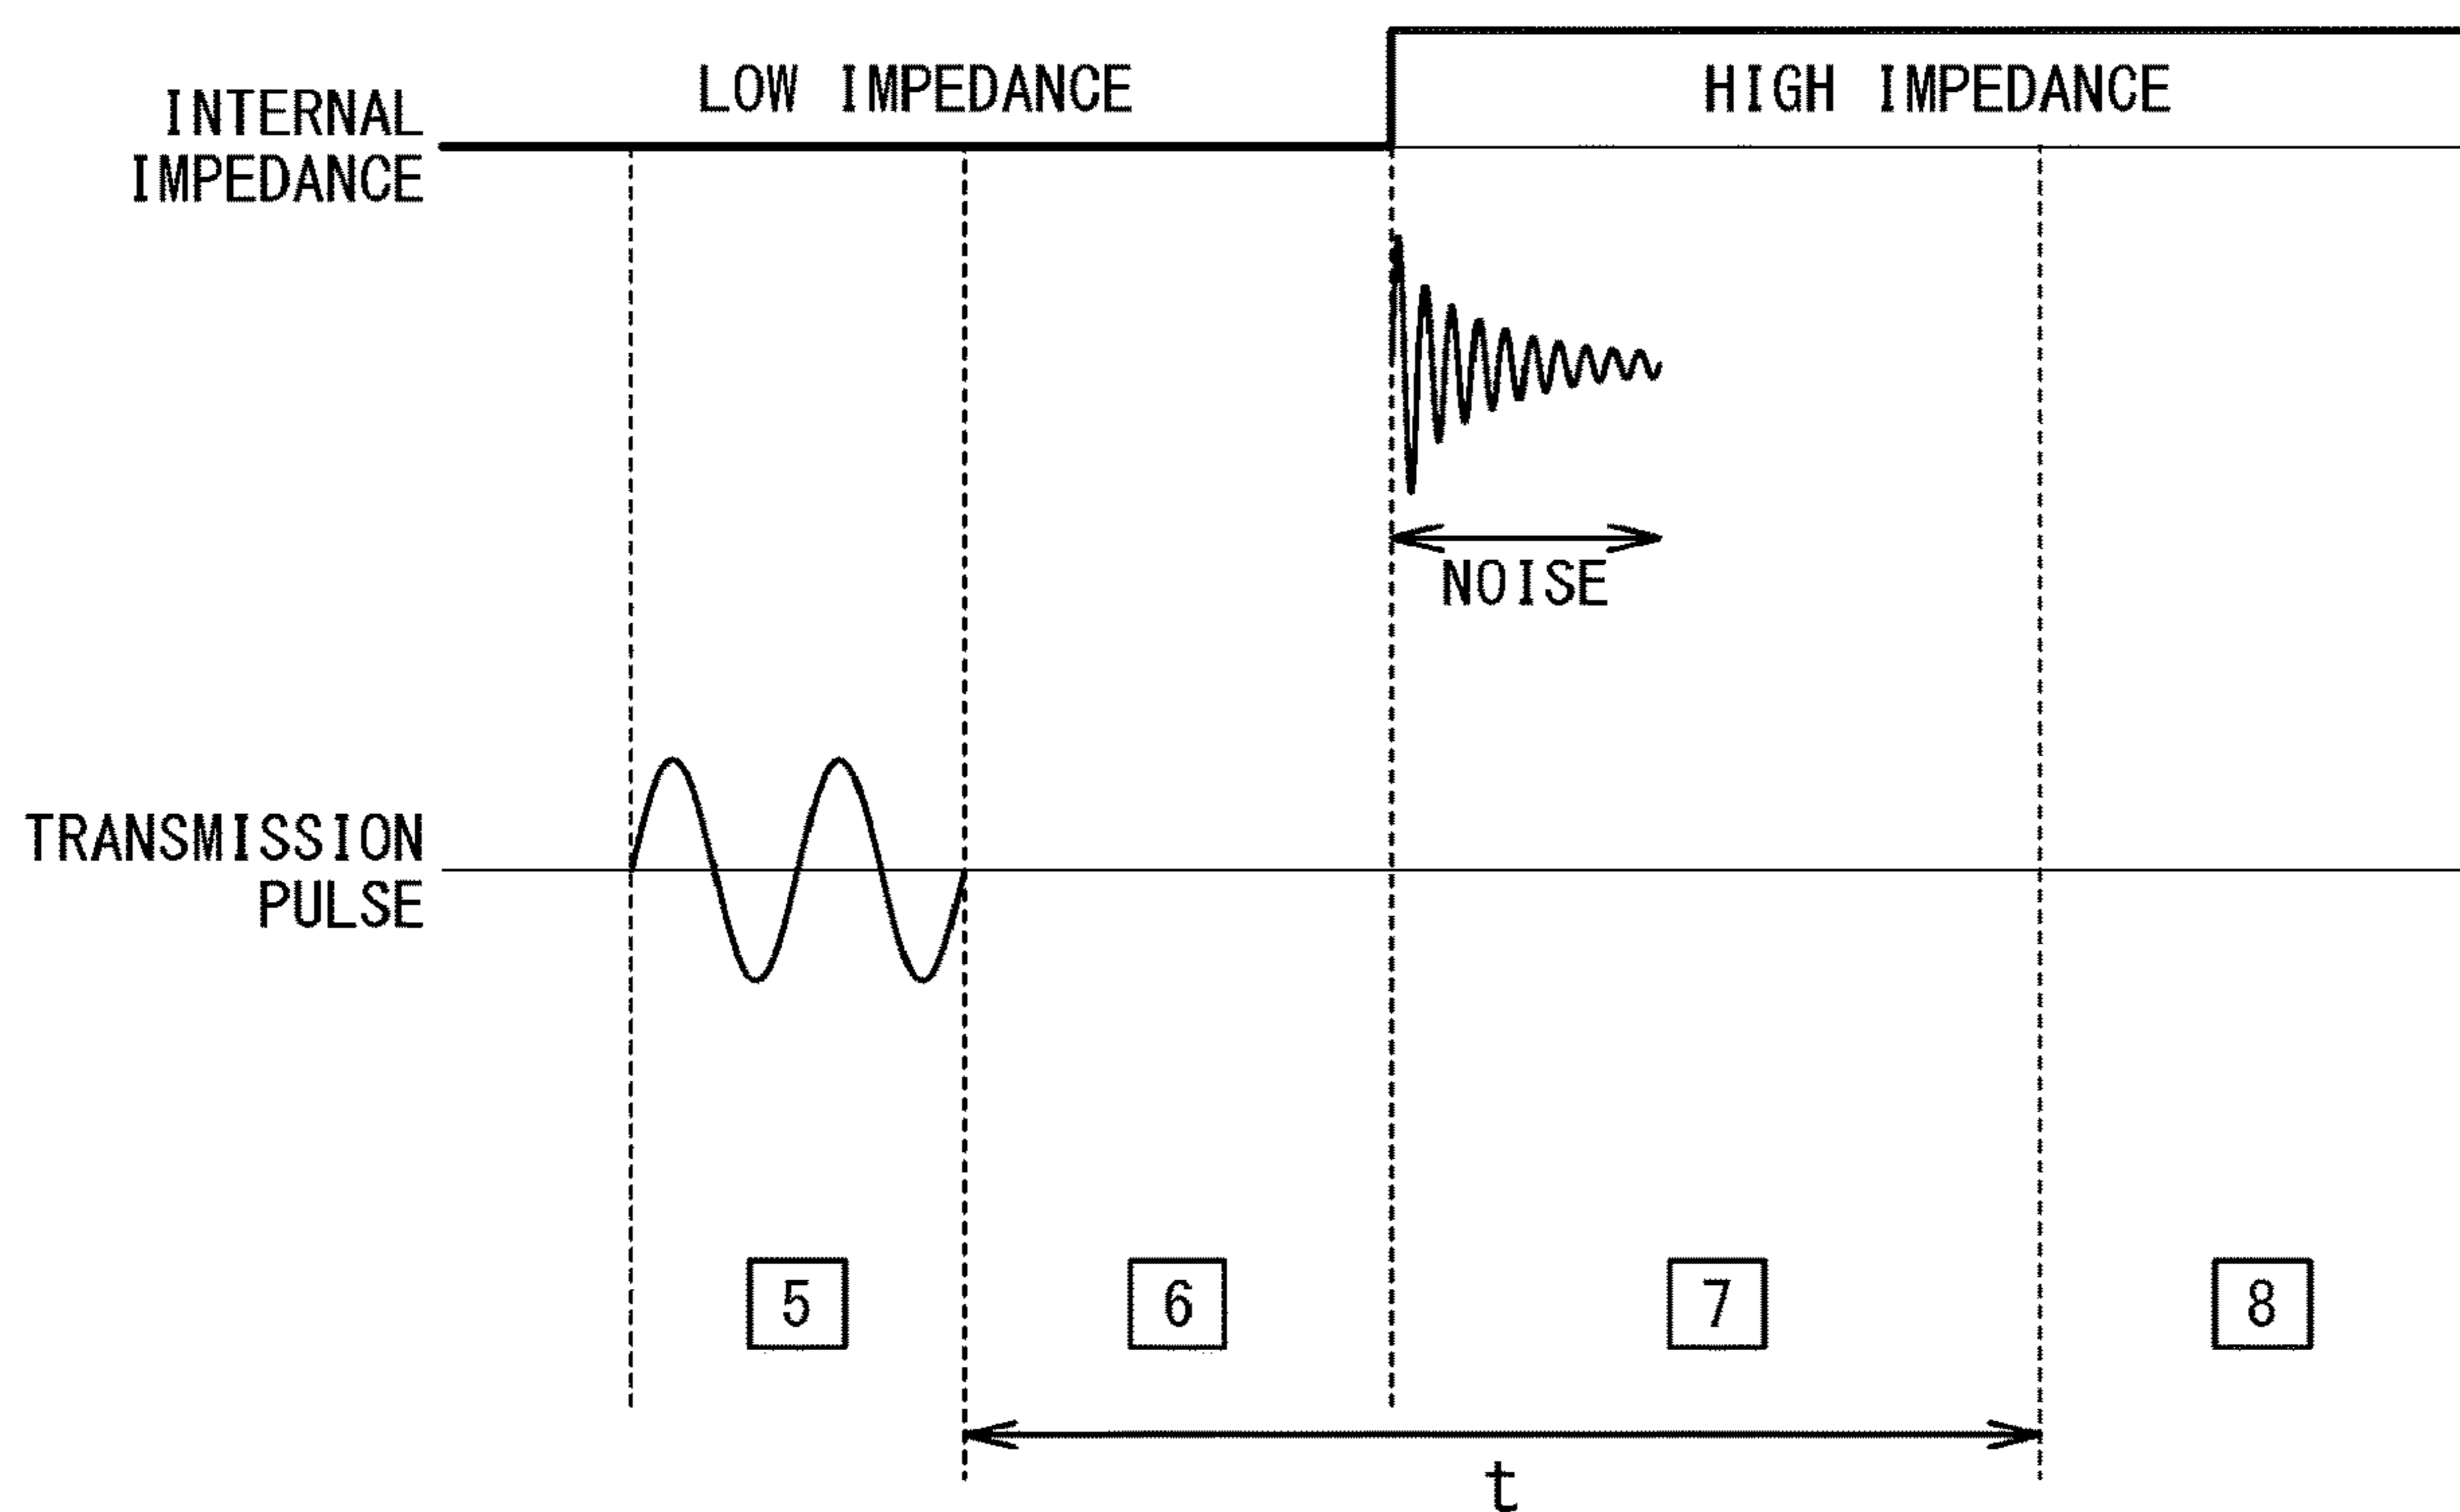 LOW IMPEDANCE
HIGH IMPEDANCE
INTERNAL
IMPEDANCE
NOISE
TRANSMISSION
PULSE
5
6
7
8
t